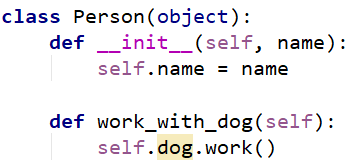 class Person(object):
    def __init__(self, name):
        self.name = name

    def work_with_dog(self):
        self.dog.work()